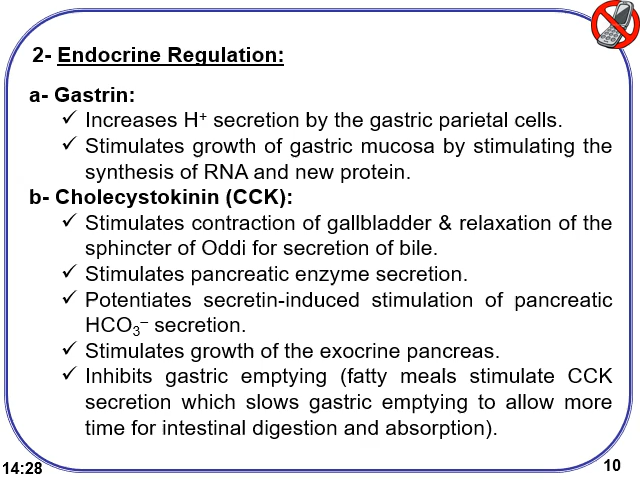 2- Endocrine Regulation:
a- Gastrin:
✓ Increases H⁺ secretion by the gastric parietal cells.
✓ Stimulates growth of gastric mucosa by stimulating the
synthesis of RNA and new protein.
b- Cholecystokinin (CCK):
✓ Stimulates contraction of gallbladder & relaxation of the
sphincter of Oddi for secretion of bile.
✓ Stimulates pancreatic enzyme secretion.
✓ Potentiates secretin-induced stimulation of pancreatic
HCO₃⁻ secretion.
✓ Stimulates growth of the exocrine pancreas.
✓ Inhibits gastric emptying (fatty meals stimulate CCK
secretion which slows gastric emptying to allow more
time for intestinal digestion and absorption).
14:28
10